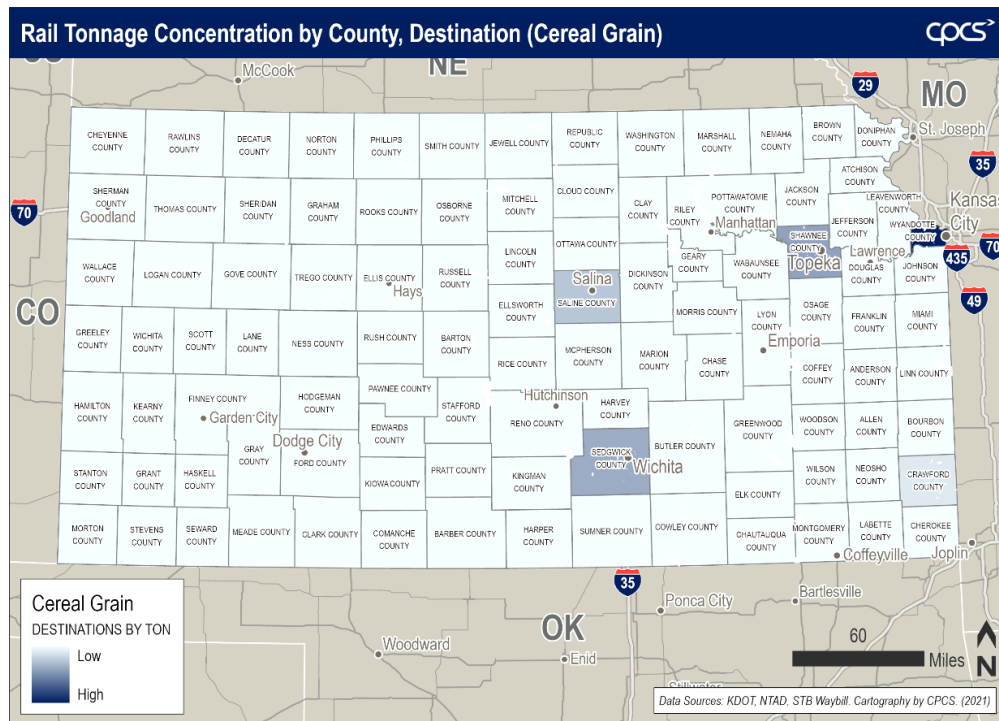 Rail Tonnage Concentration by County, Destination (Cereal Grain)
cpcs
McCook
NE
29
MO
CHEYENNE COUNTY
RAWLINS COUNTY
DECATUR COUNTY
NORTON COUNTY
PHILLIPS COUNTY
SMITH COUNTY
JEWELL COUNTY
REPUBLIC COUNTY
WASHINGTON COUNTY
MARSHALL COUNTY
NEMAHA COUNTY
BROWN COUNTY
DONIPHAN COUNTY
St. Joseph
35
ATCHISON COUNTY
70
SHERMAN COUNTY
Goodland
THOMAS COUNTY
SHERIDAN COUNTY
GRAHAM COUNTY
ROOKS COUNTY
OSBORNE COUNTY
MITCHELL COUNTY
CLOUD COUNTY
CLAY COUNTY
RILEY COUNTY
POTTAWATOMIE COUNTY
Manhattan
JACKSON COUNTY
JEFFERSON COUNTY
LEAVENWORTH COUNTY
WYANDOTTE COUNTY
Kansas City
70
435
49
LINCOLN COUNTY
OTTAWA COUNTY
SHAWNEE COUNTY
Topeka
Lawrence
DOUGLAS COUNTY
JOHNSON COUNTY
WALLACE COUNTY
LOGAN COUNTY
GOVE COUNTY
TREGO COUNTY
ELLIS COUNTY
Hays
RUSSELL COUNTY
ELLSWORTH COUNTY
Salina
SALINE COUNTY
DICKINSON COUNTY
GEARY COUNTY
WABAUNSEE COUNTY
MORRIS COUNTY
OSAGE COUNTY
FRANKLIN COUNTY
MIAMI COUNTY
CO
GREELEY COUNTY
WICHITA COUNTY
SCOTT COUNTY
LANE COUNTY
NESS COUNTY
RUSH COUNTY
BARTON COUNTY
RICE COUNTY
MCPHERSON COUNTY
MARION COUNTY
CHASE COUNTY
LYON COUNTY
Emporia
COFFEY COUNTY
ANDERSON COUNTY
LINN COUNTY
HAMILTON COUNTY
KEARNY COUNTY
FINNEY COUNTY
Garden City
HODGEMAN COUNTY
PAWNEE COUNTY
STAFFORD COUNTY
Hutchinson
RENO COUNTY
HARVEY COUNTY
GREENWOOD COUNTY
WOODSON COUNTY
ALLEN COUNTY
BOURBON COUNTY
EDWARDS COUNTY
GRAY COUNTY
Dodge City
FORD COUNTY
SEDGWICK COUNTY
Wichita
BUTLER COUNTY
STANTON COUNTY
GRANT COUNTY
HASKELL COUNTY
KIOWA COUNTY
PRATT COUNTY
KINGMAN COUNTY
ELK COUNTY
WILSON COUNTY
NEOSHO COUNTY
CRAWFORD COUNTY
MORTON COUNTY
STEVENS COUNTY
SEWARD COUNTY
MEADE COUNTY
CLARK COUNTY
COMANCHE COUNTY
BARBER COUNTY
HARPER COUNTY
SUMNER COUNTY
COWLEY COUNTY
CHAUTAUQUA COUNTY
MONTGOMERY COUNTY
LABETTE COUNTY
CHEROKEE COUNTY
Coffeyville
Joplin
35
Ponca City
Bartlesville
OK
Woodward
Enid
Cereal Grain
DESTINATIONS BY TON
Low
High
60
Miles
N
Data Sources: KDOT, NTAD, STB Waybill. Cartography by CPCS. (2021)